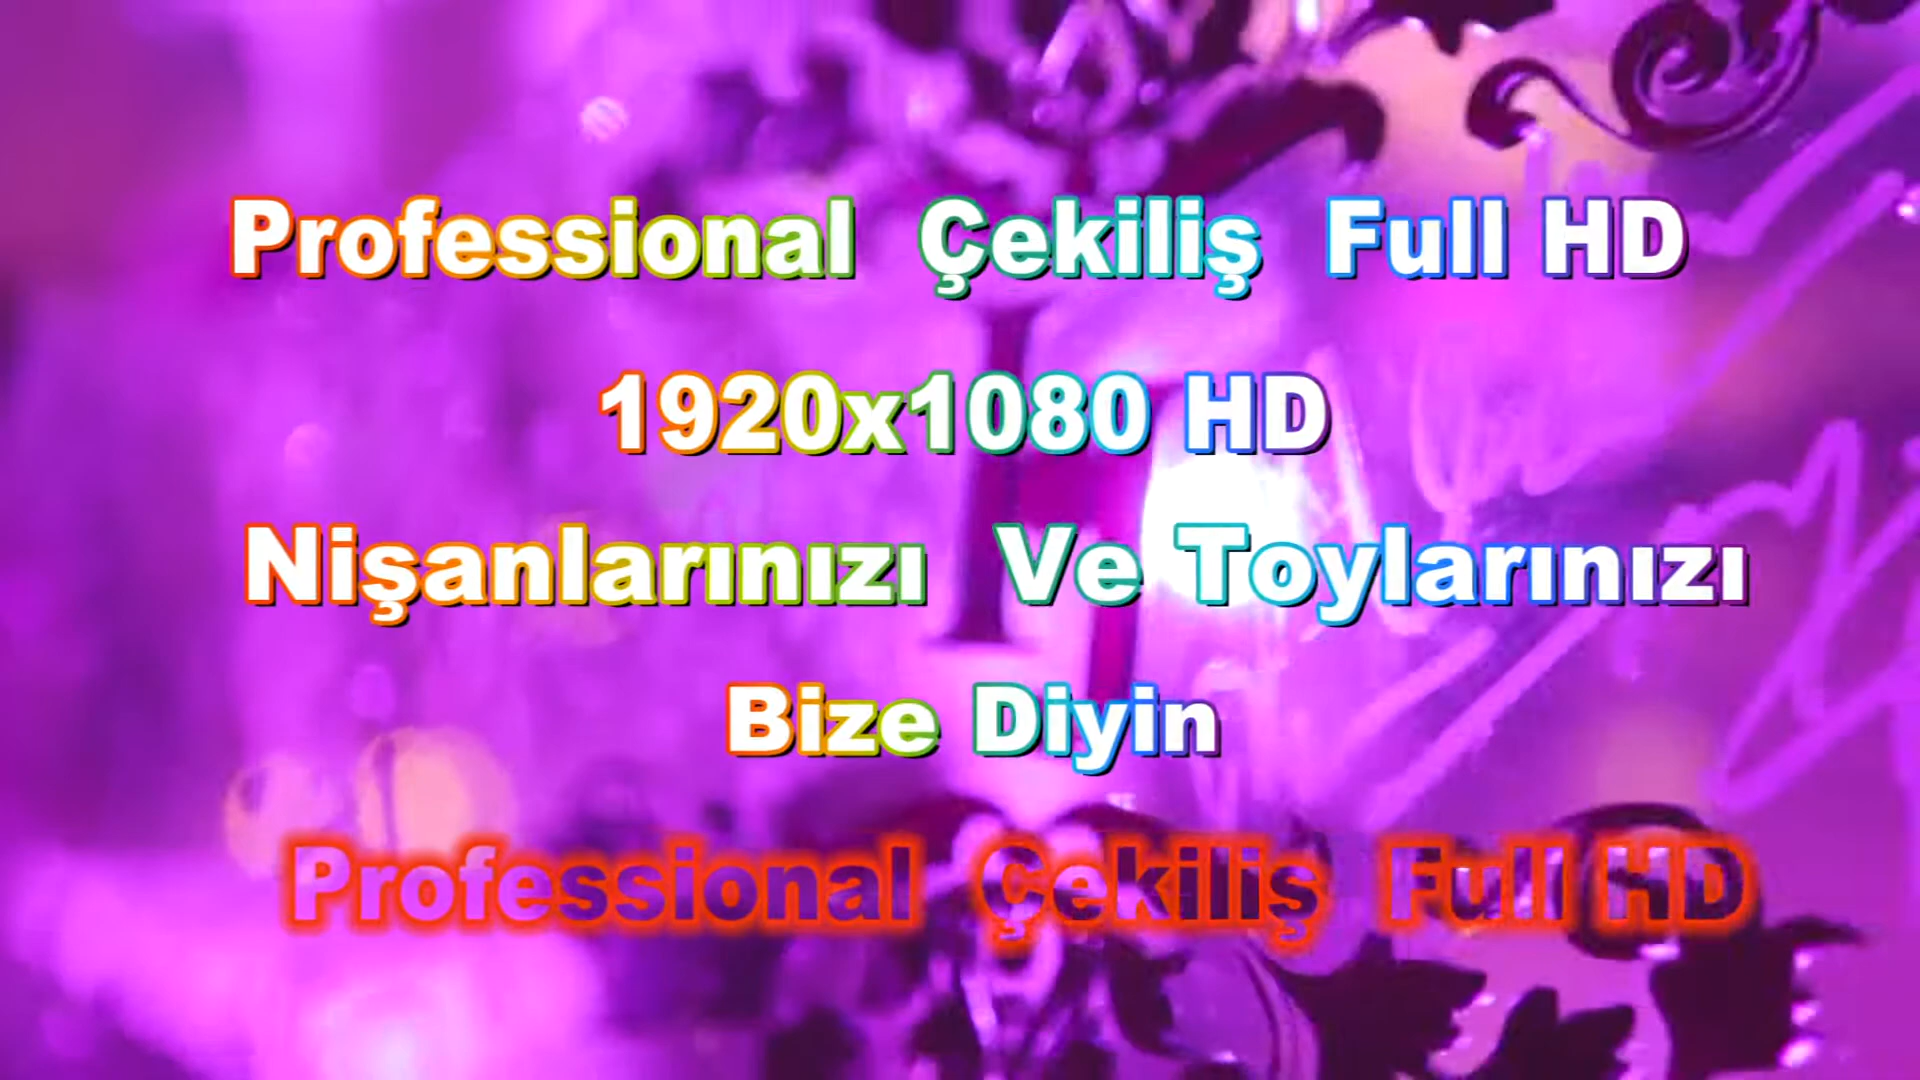 Professional Çekiliş Full HD
1920x1080 HD
Nişanlarınızı Ve Toylarınızı
Bize Diyin
Professional Çekiliş Full HD